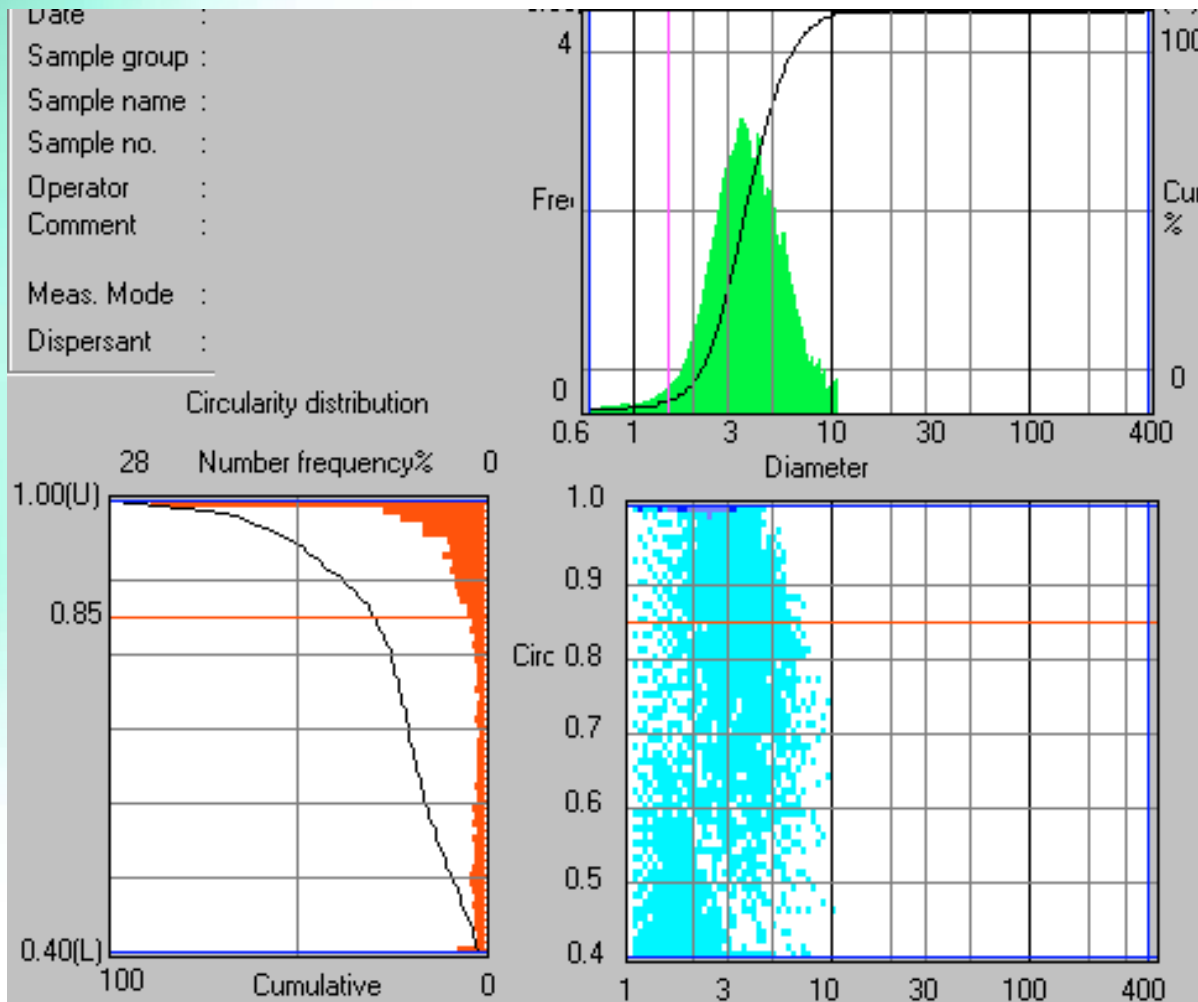 Date :
Sample group :
Sample name :
Sample no. :
Operator :
Comment :
Meas. Mode :
Dispersant :
4
100
Fre
Cur
%
0
0
0.6 1 3 10 30 100 400
Diameter
Circularity distribution
28 Number frequency% 0
1.00(U)
0.85
0.40(L)
100 Cumulative 0
1.0
0.9
Circ 0.8
0.7
0.6
0.5
0.4
1 3 10 30 100 400